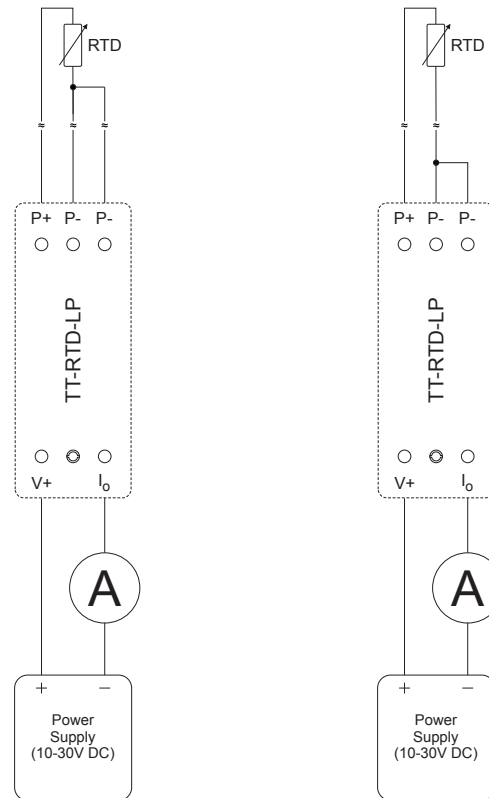 RTD
≈ ≈ ≈
P+ P- P-
TT-RTD-LP
V+ Io
A
+ −
Power
Supply
(10-30V DC)
RTD
≈ ≈
P+ P- P-
TT-RTD-LP
V+ Io
A
+ −
Power
Supply
(10-30V DC)